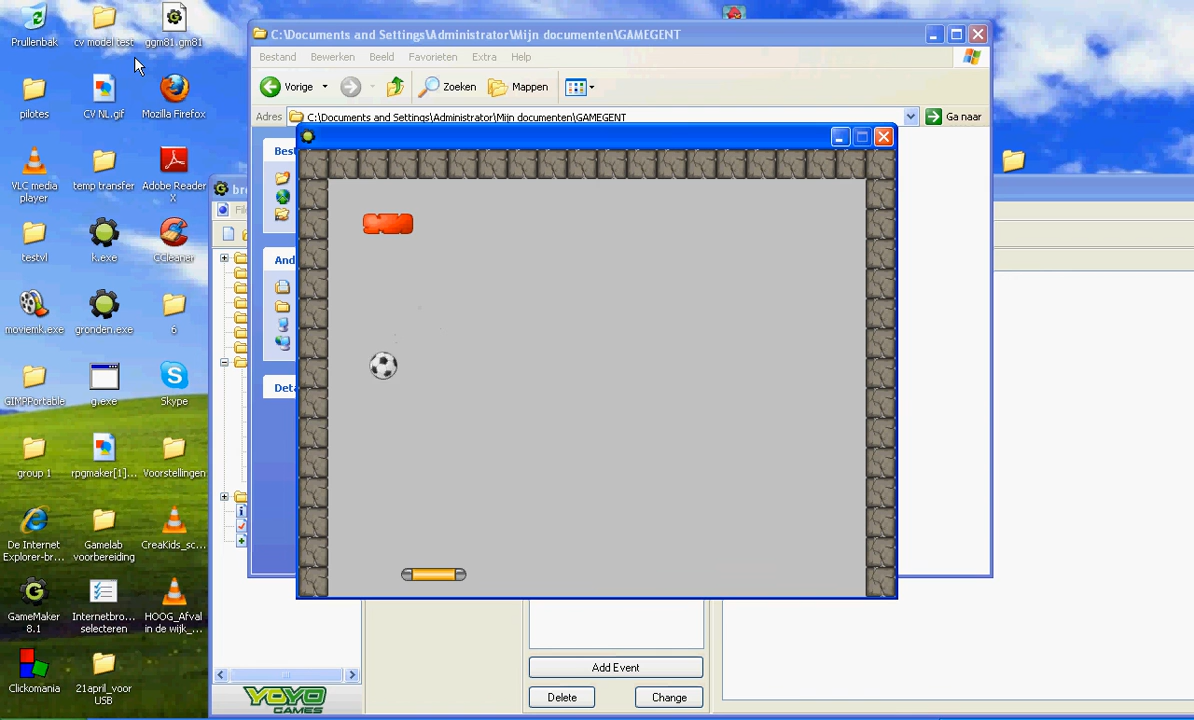 Prullenbak
cv model test
ggm81.gm81
pilotes
CV NL.gif
Mozilla Firefox
VLC media
player
temp transfer
Adobe Reader
X
testvl
k.exe
CCleaner
moviemk.exe
gronden.exe
6
GIMPPortable
g.exe
Skype
group 1
rpgmaker[1]...
Voorstellingen
De Internet
Explorer-br...
Gamelab
voorbereiding
CreaKids_sc...
GameMaker
8.1
Internetbro...
selecteren
HOOG_Afval
in de wijk_...
Clickomania
21april_voor
USB
C:\Documents and Settings\Administrator\Mijn documenten\GAMEGENT
Bestand Bewerken Beeld Favorieten Extra Help
Vorige Zoeken Mappen
Adres C:\Documents and Settings\Administrator\Mijn documenten\GAMEGENT Ga naar
Best
And
Deta
br
File
Add Event
Delete Change
YOYO
GAMES